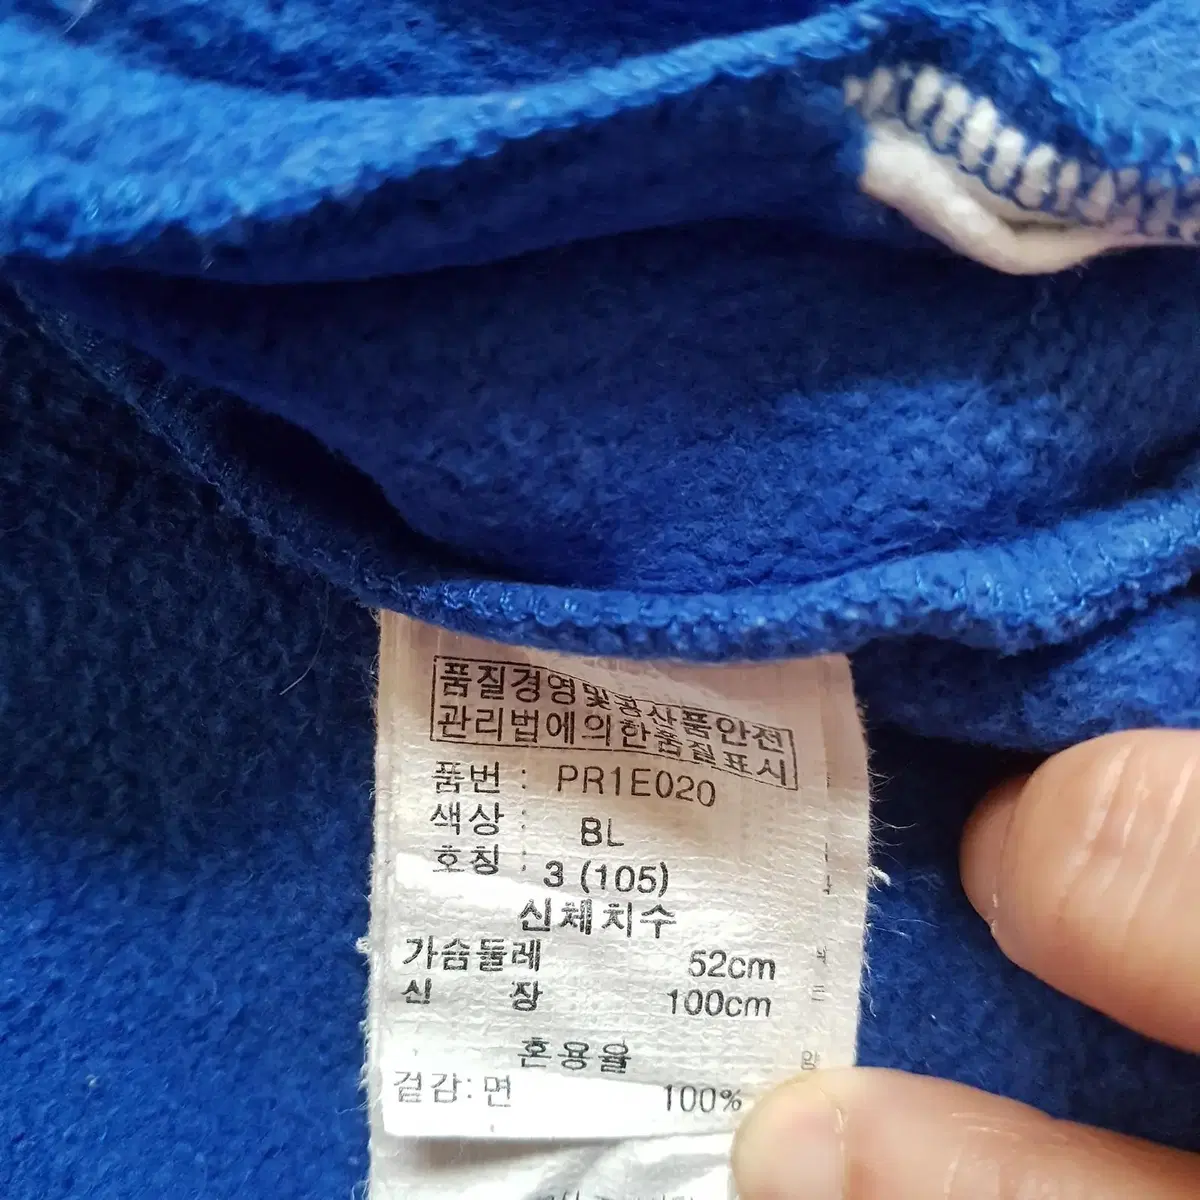 품질경영및공산품안전
관리법에의한품질표시
품번 : PR1E020
색상 : BL
호칭 : 3 (105)
신체치수
가슴둘레 52cm
신 장 100cm
혼용율
겉감: 면 100%